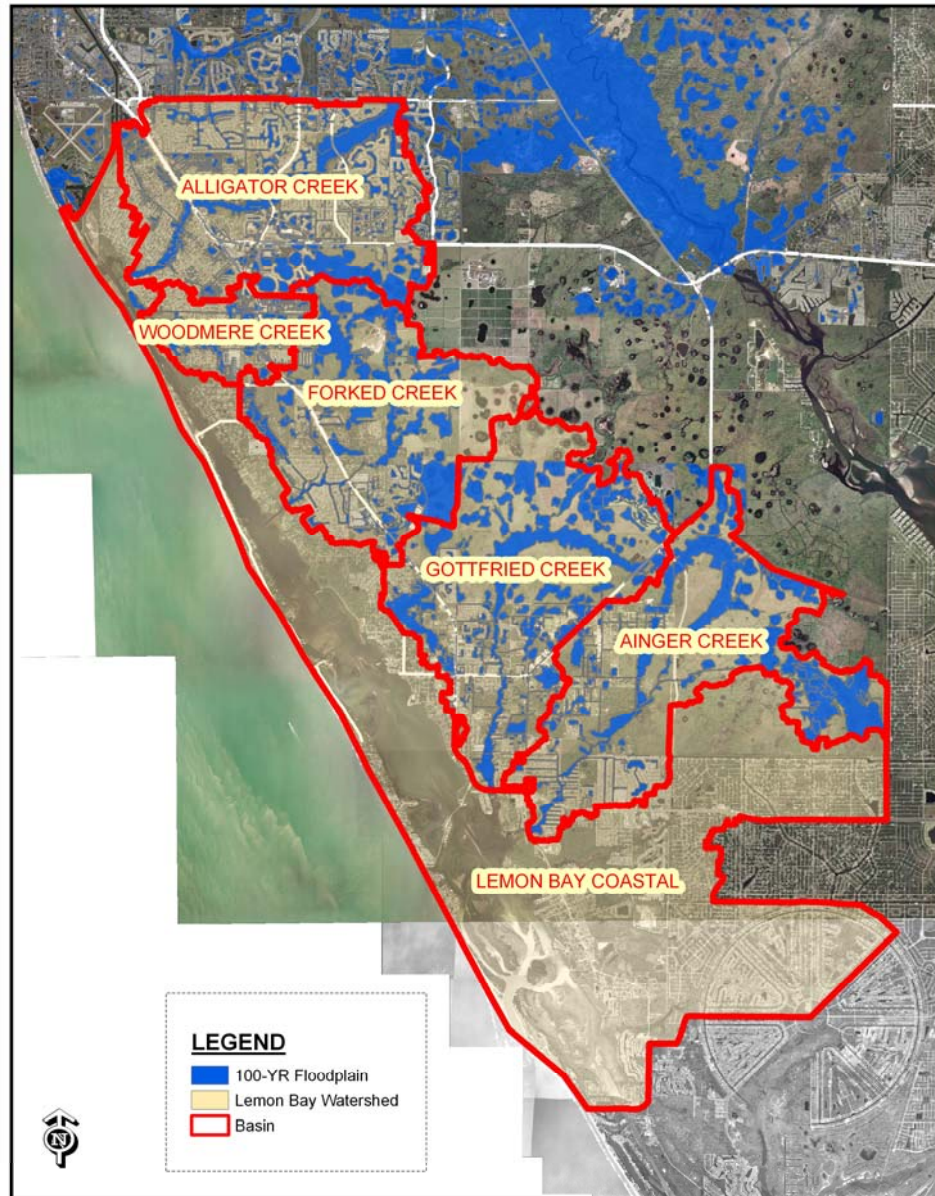 ALLIGATOR CREEK
WOODMERE CREEK
FORKED CREEK
GOTTFRIED CREEK
AINGER CREEK
LEMON BAY COASTAL
LEGEND
100-YR Floodplain
Lemon Bay Watershed
Basin
N